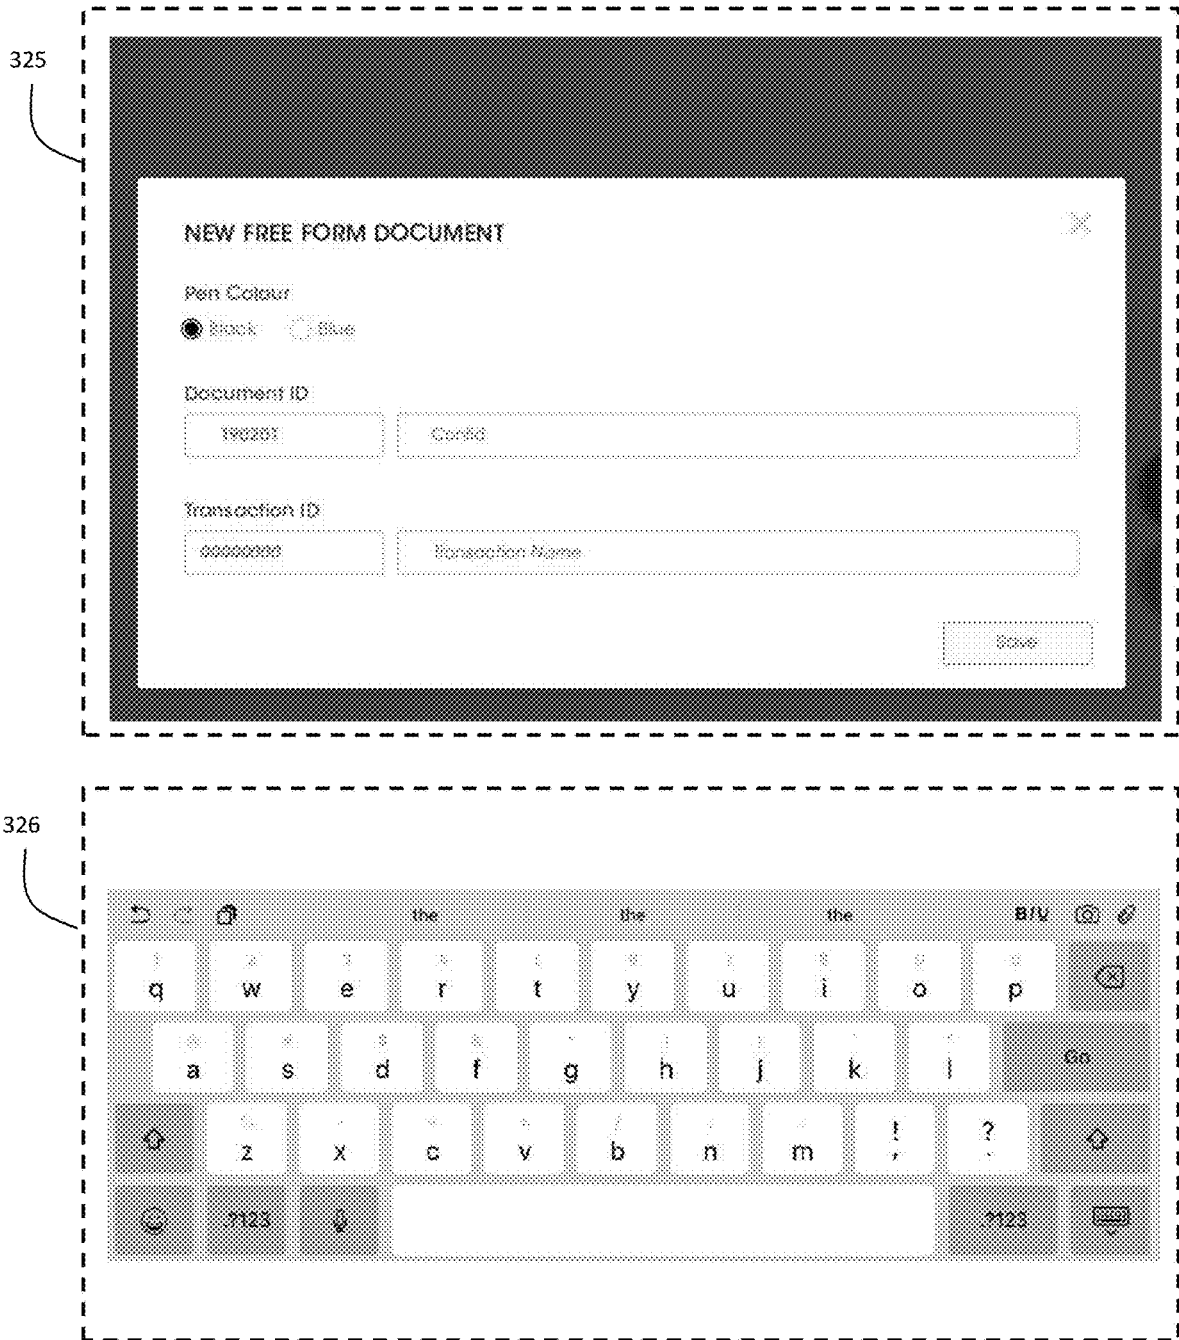 325
NEW FREE FORM DOCUMENT
Pen Colour
Black Blue
Document ID
190201
Transaction ID
Transaction Name
Save
326
the the the BIU
q w e r t y u i o p
a s d f g h j k l Go
z x c v b n m ! , ? .
.?123 .?123